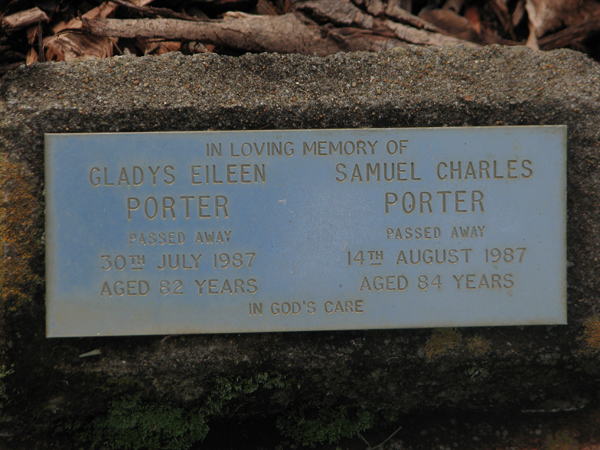 IN LOVING MEMORY OF
GLADYS EILEEN
PORTER
PASSED AWAY
30TH JULY 1987
AGED 82 YEARS
SAMUEL CHARLES
PORTER
PASSED AWAY
14TH AUGUST 1987
AGED 84 YEARS
IN GOD'S CARE